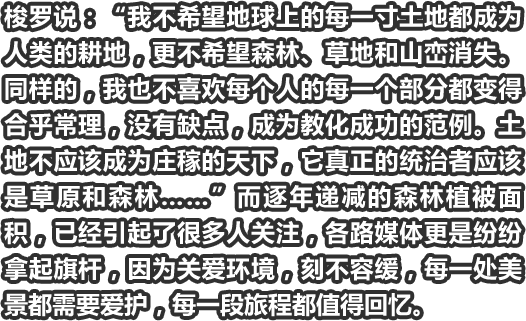 梭罗说：“我不希望地球上的每一寸土地都成为
人类的耕地，更不希望森林、草地和山峦消失。
同样的，我也不喜欢每个人的每一个部分都变得
合乎常理，没有缺点，成为教化成功的范例。土
地不应该成为庄稼的天下，它真正的统治者应该
是草原和森林……”而逐年递减的森林植被面
积，已经引起了很多人关注，各路媒体更是纷纷
拿起旗杆，因为关爱环境，刻不容缓，每一处美
景都需要爱护，每一段旅程都值得回忆。